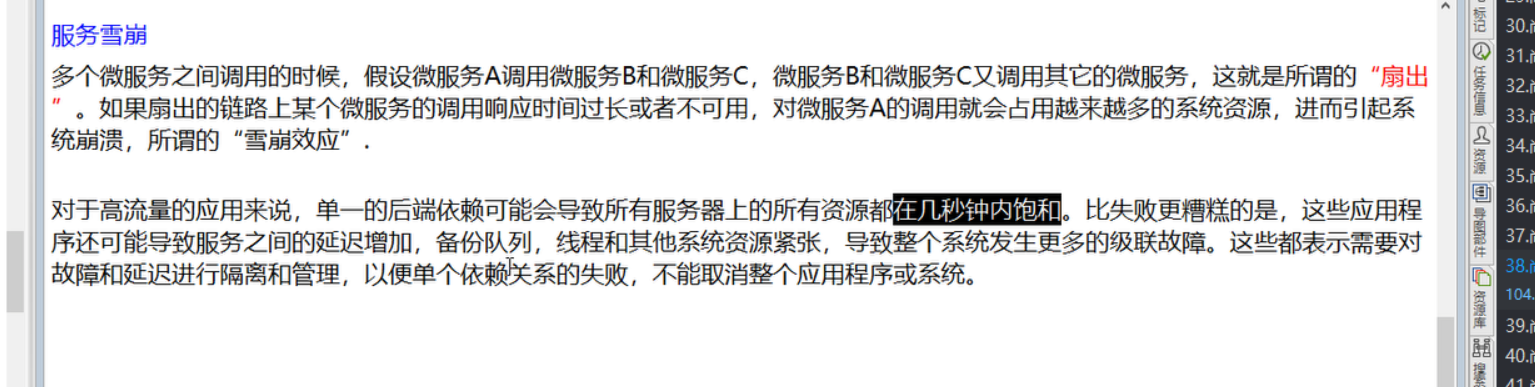 服务雪崩
多个微服务之间调用的时候，假设微服务A调用微服务B和微服务C，微服务B和微服务C又调用其它的微服务，这就是所谓的“扇出
”。如果扇出的链路上某个微服务的调用响应时间过长或者不可用，对微服务A的调用就会占用越来越多的系统资源，进而引起系
统崩溃，所谓的“雪崩效应”.
对于高流量的应用来说，单一的后端依赖可能会导致所有服务器上的所有资源都在几秒钟内饱和。比失败更糟糕的是，这些应用程
序还可能导致服务之间的延迟增加，备份队列，线程和其他系统资源紧张，导致整个系统发生更多的级联故障。这些都表示需要对
故障和延迟进行隔离和管理，以便单个依赖关系的失败，不能取消整个应用程序或系统。
标记
任务信息
资源
导图部件
资源库
30.
31.
32.
33.
34.
35.
36.
37.
38.
104.
39.
40.